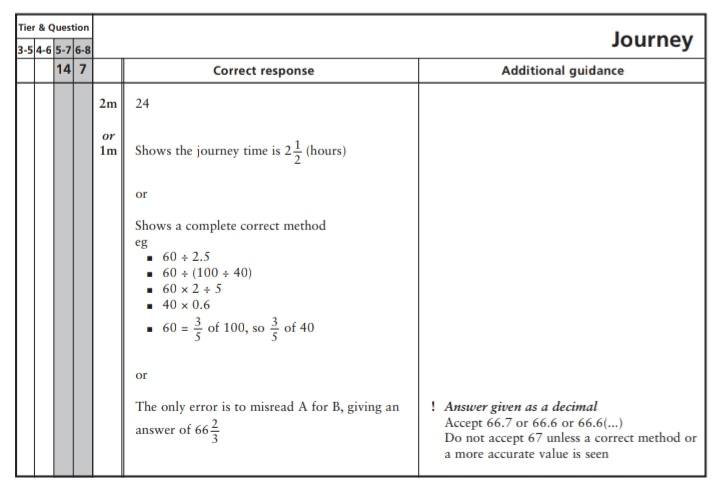 Tier & Question
3-5 4-6 5-7 6-8
Journey
14 7
Correct response
Additional guidance
2m 24
or
1m Shows the journey time is 2 1/2 (hours)
or
Shows a complete correct method
eg
■ 60 ÷ 2.5
■ 60 ÷ (100 ÷ 40)
■ 60 × 2 ÷ 5
■ 40 × 0.6
■ 60 = 3/5 of 100, so 3/5 of 40
or
The only error is to misread A for B, giving an
answer of 66 2/3
! Answer given as a decimal
Accept 66.7 or 66.6 or 66.6(...)
Do not accept 67 unless a correct method or
a more accurate value is seen